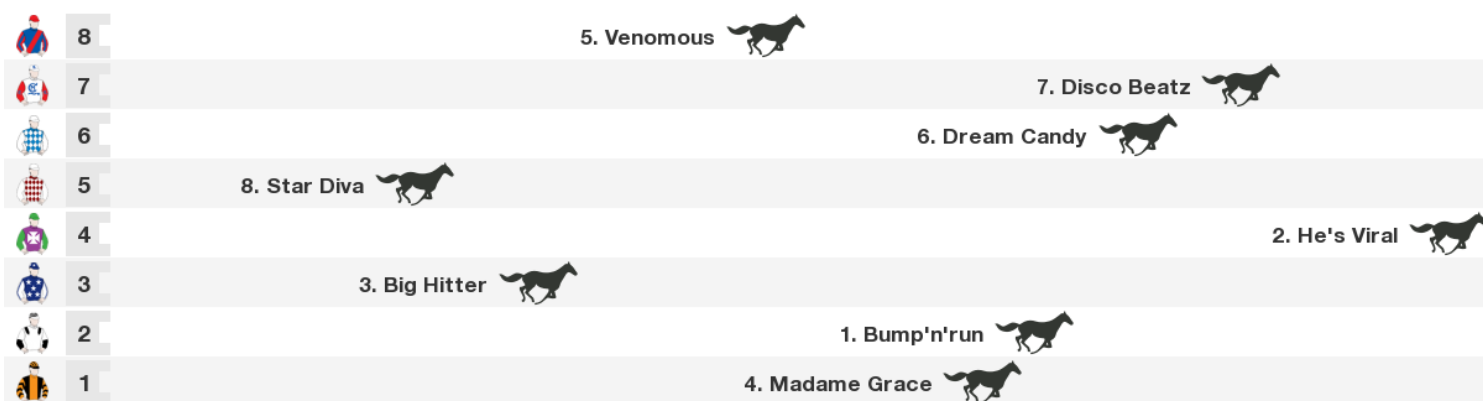 8 5. Venomous
7 7. Disco Beatz
6 6. Dream Candy
5 8. Star Diva
4 2. He's Viral
3 3. Big Hitter
2 1. Bump'n'run
1 4. Madame Grace